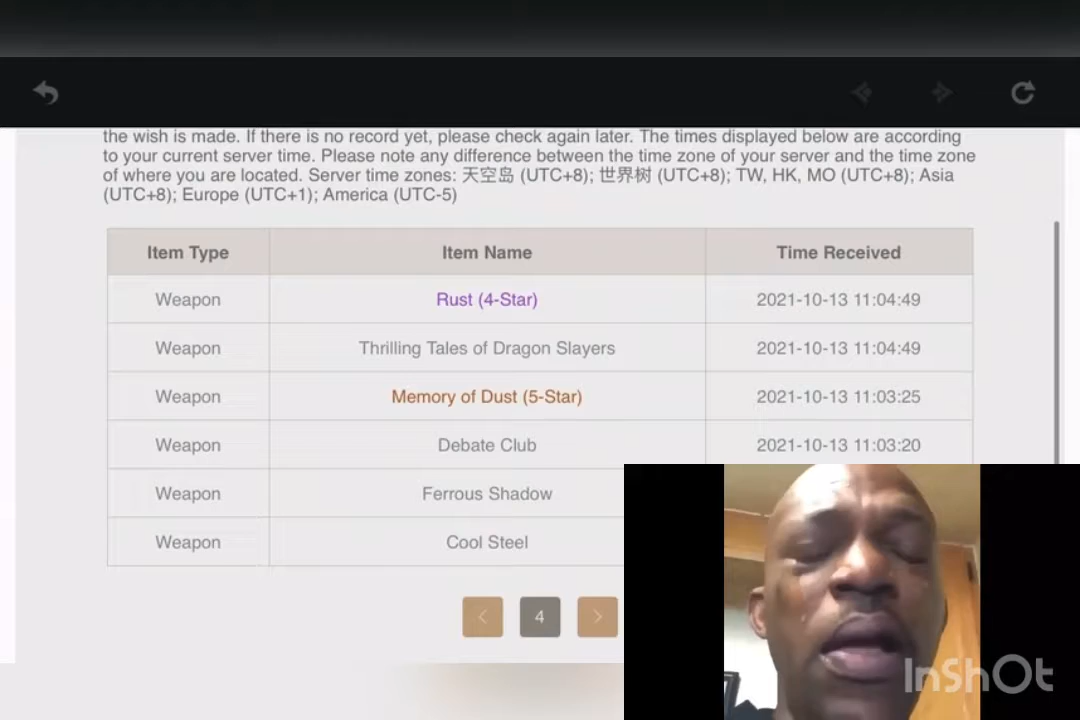 the wish is made. If there is no record yet, please check again later. The times displayed below are according
to your current server time. Please note any difference between the time zone of your server and the time zone
of where you are located. Server time zones: 天空岛 (UTC+8); 世界树 (UTC+8); TW, HK, MO (UTC+8); Asia
(UTC+8); Europe (UTC+1); America (UTC-5)
Item Type Item Name Time Received
Weapon Rust (4-Star) 2021-10-13 11:04:49
Weapon Thrilling Tales of Dragon Slayers 2021-10-13 11:04:49
Weapon Memory of Dust (5-Star) 2021-10-13 11:03:25
Weapon Debate Club 2021-10-13 11:03:20
Weapon Ferrous Shadow
Weapon Cool Steel
4
InShOt